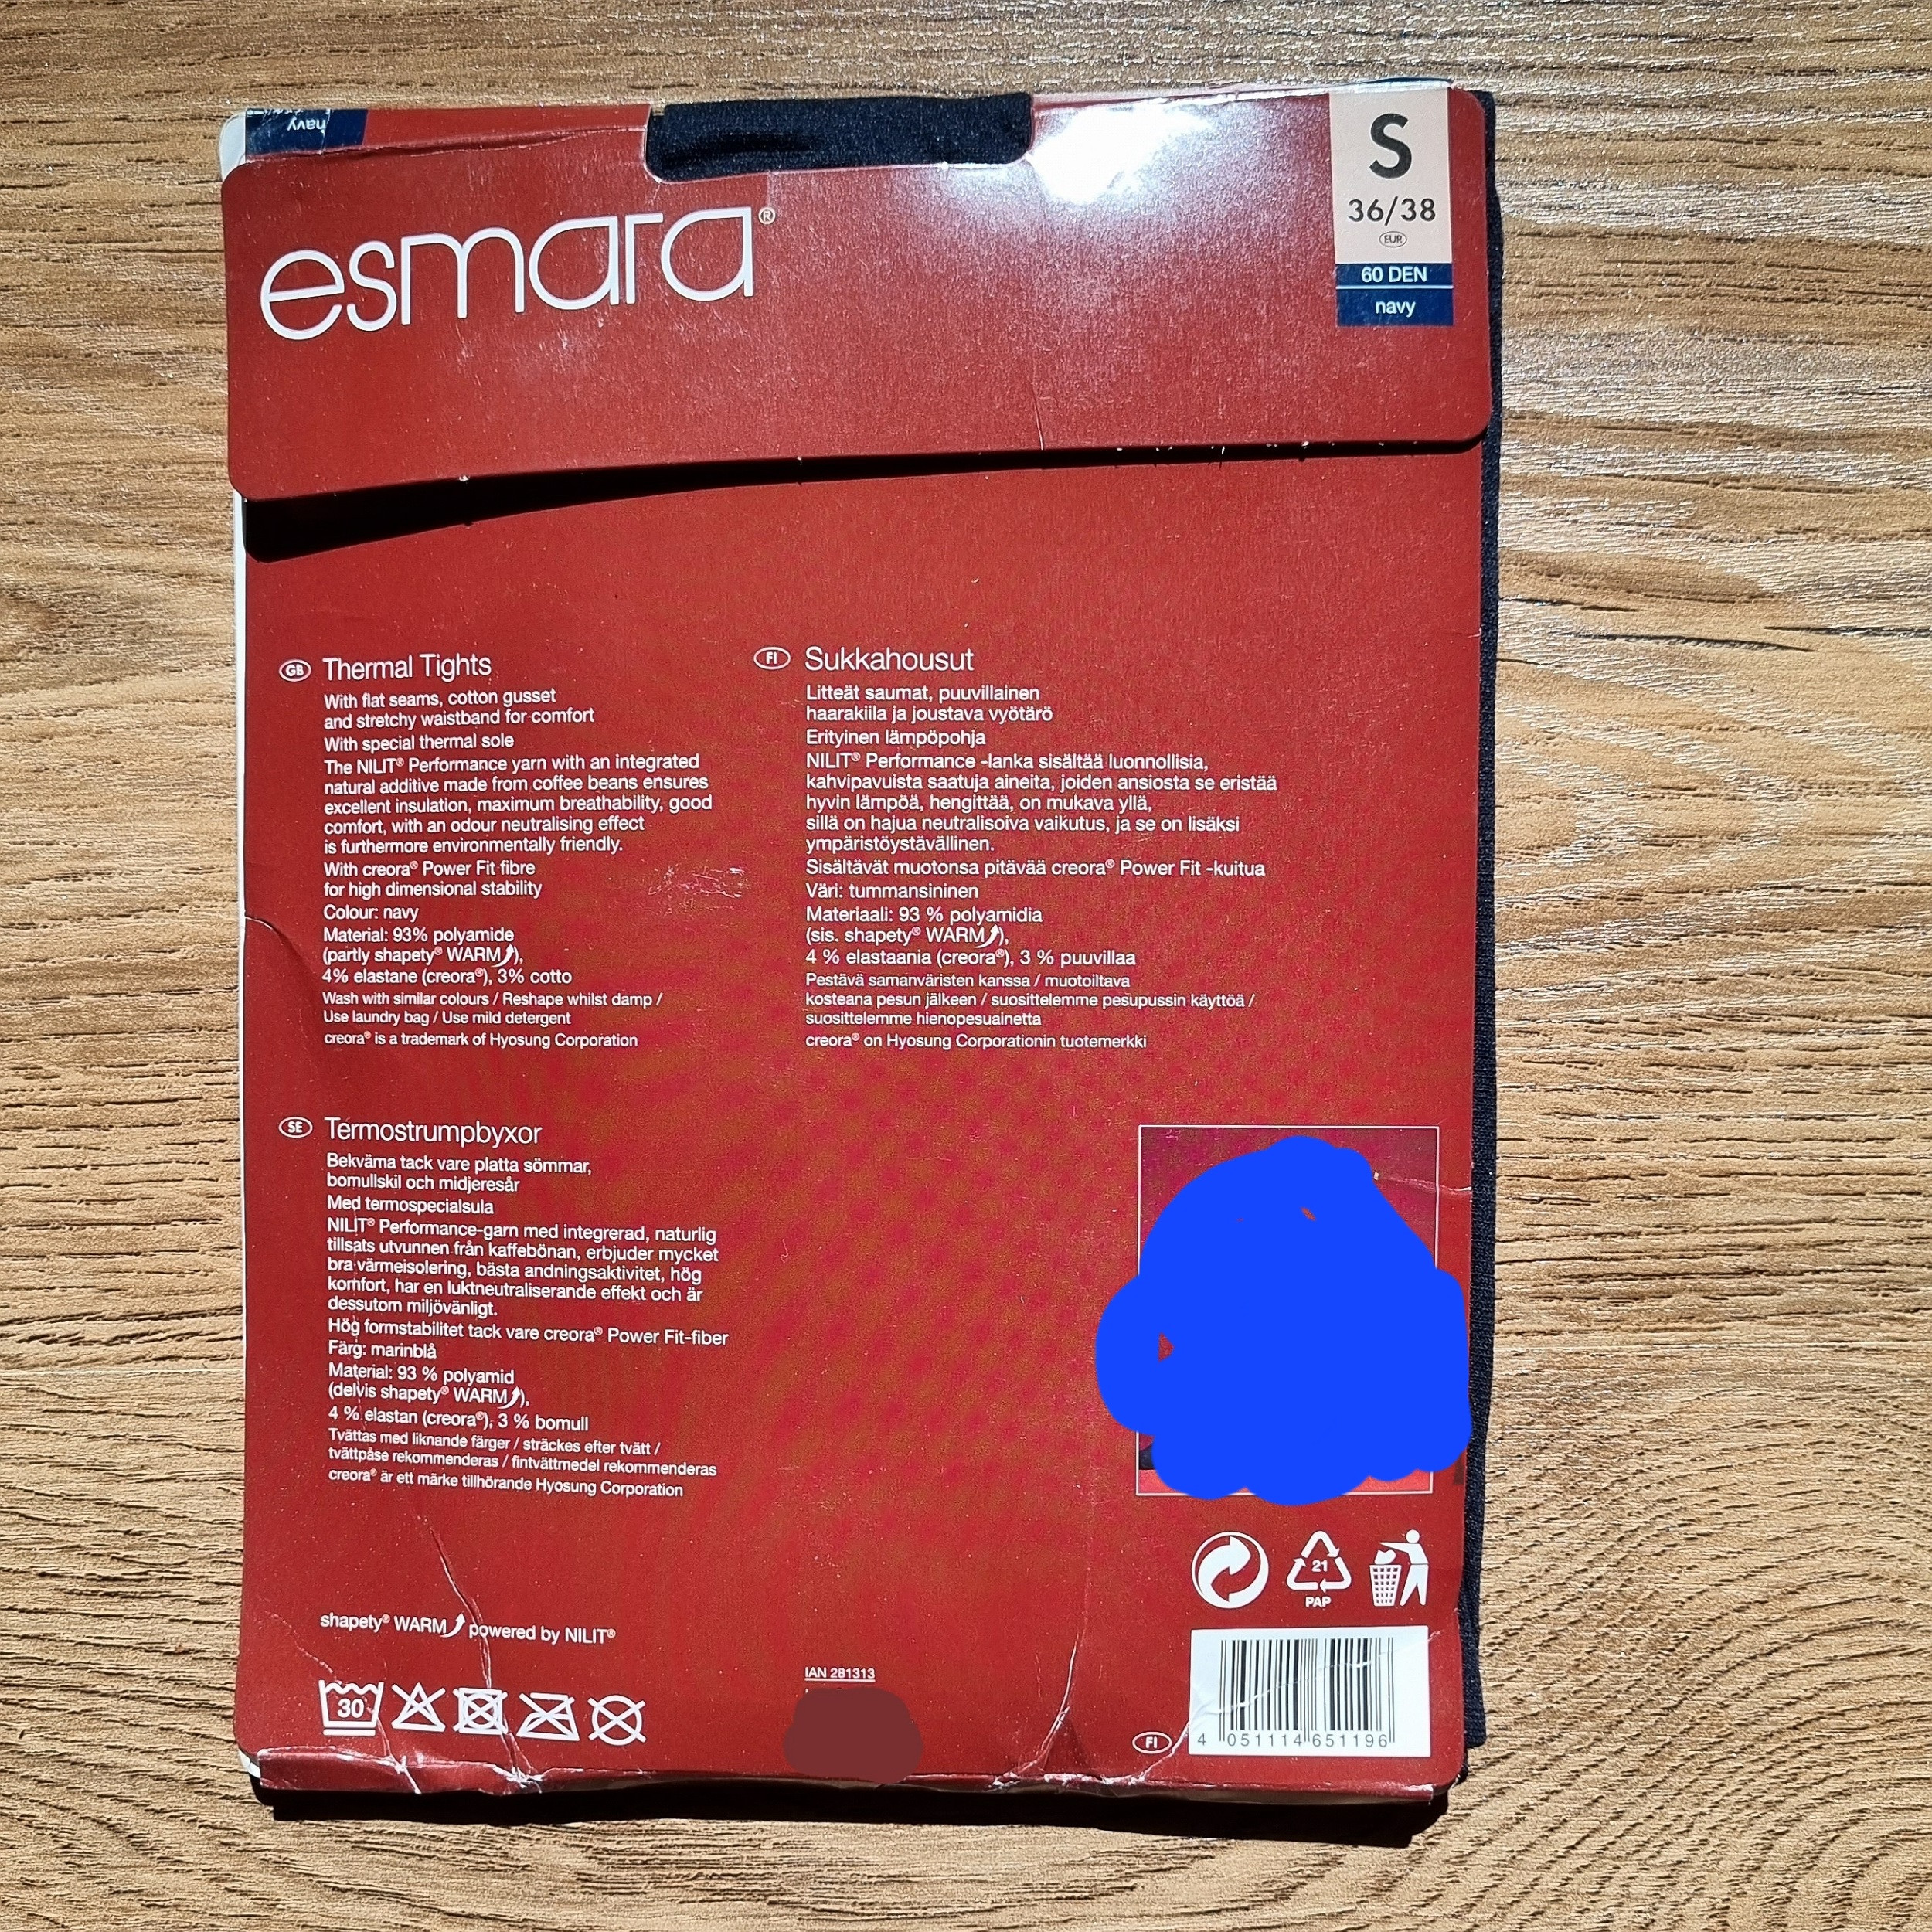 navy
esmara®
S
36/38
EUR
60 DEN
navy
GB Thermal Tights
With flat seams, cotton gusset
and stretchy waistband for comfort
With special thermal sole
The NILIT® Performance yarn with an integrated
natural additive made from coffee beans ensures
excellent insulation, maximum breathability, good
comfort, with an odour neutralising effect
is furthermore environmentally friendly.
With creora® Power Fit fibre
for high dimensional stability
Colour: navy
Material: 93% polyamide
(partly shapety® WARM),
4% elastane (creora®), 3% cotto
Wash with similar colours / Reshape whilst damp /
Use laundry bag / Use mild detergent
creora® is a trademark of Hyosung Corporation
FI Sukkahousut
Litteät saumat, puuvillainen
haarakiila ja joustava vyötärö
Erityinen lämpöpohja
NILIT® Performance -lanka sisältää luonnollisia,
kahvipavuista saatuja aineita, joiden ansiosta se eristää
hyvin lämpöä, hengittää, on mukava yllä,
sillä on hajua neutralisoiva vaikutus, ja se on lisäksi
ympäristöystävällinen.
Sisältävät muotonsa pitävää creora® Power Fit -kuitua
Väri: tummansininen
Materiaali: 93 % polyamidia
(sis. shapety® WARM),
4 % elastaania (creora®), 3 % puuvillaa
Pestävä samanväristen kanssa / muotoiltava
kosteana pesun jälkeen / suosittelemme pesupussin käyttöä /
suosittelemme hienopesuainetta
creora® on Hyosung Corporationin tuotemerkki
SE Termostrumpbyxor
Bekväma tack vare platta sömmar,
bomullskil och midjeresår
Med termospecialsula
NILIT® Performance-garn med integrerad, naturlig
tillsats utvunnen från kaffebönan, erbjuder mycket
bra värmeisolering, bästa andningsaktivitet, hög
komfort, har en luktneutraliserande effekt och är
dessutom miljövänligt.
Hög formstabilitet tack vare creora® Power Fit-fiber
Färg: marinblå
Material: 93 % polyamid
(delvis shapety® WARM),
4 % elastan (creora®), 3 % bomull
Tvättas med liknande färger / sträckes efter tvätt /
tvättpåse rekommenderas / fintvättmedel rekommenderas
creora® är ett märke tillhörande Hyosung Corporation
21
PAP
shapety® WARM powered by NILIT®
30
IAN 281313
FI
4 051114 651196